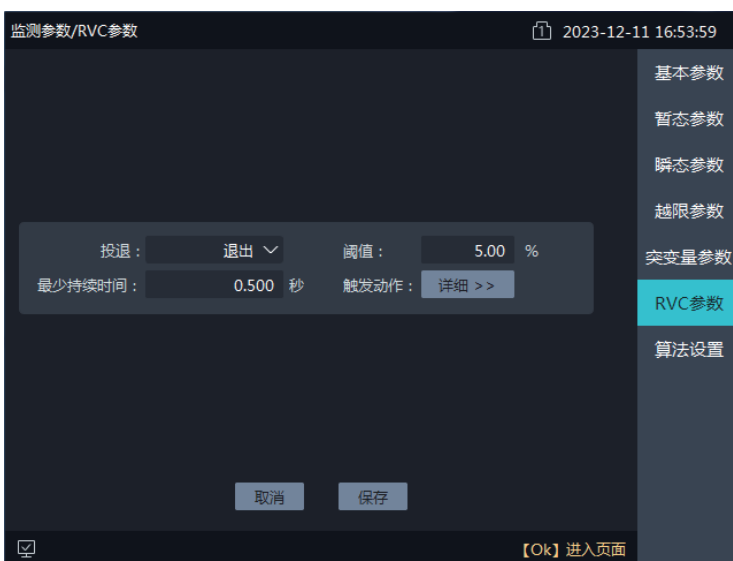 监测参数/RVC参数
1 2023-12-11 16:53:59
基本参数
暂态参数
瞬态参数
越限参数
突变量参数
RVC参数
算法设置
投退： 退出 阈值： 5.00 %
最少持续时间： 0.500 秒 触发动作： 详细 >>
取消 保存
【Ok】进入页面